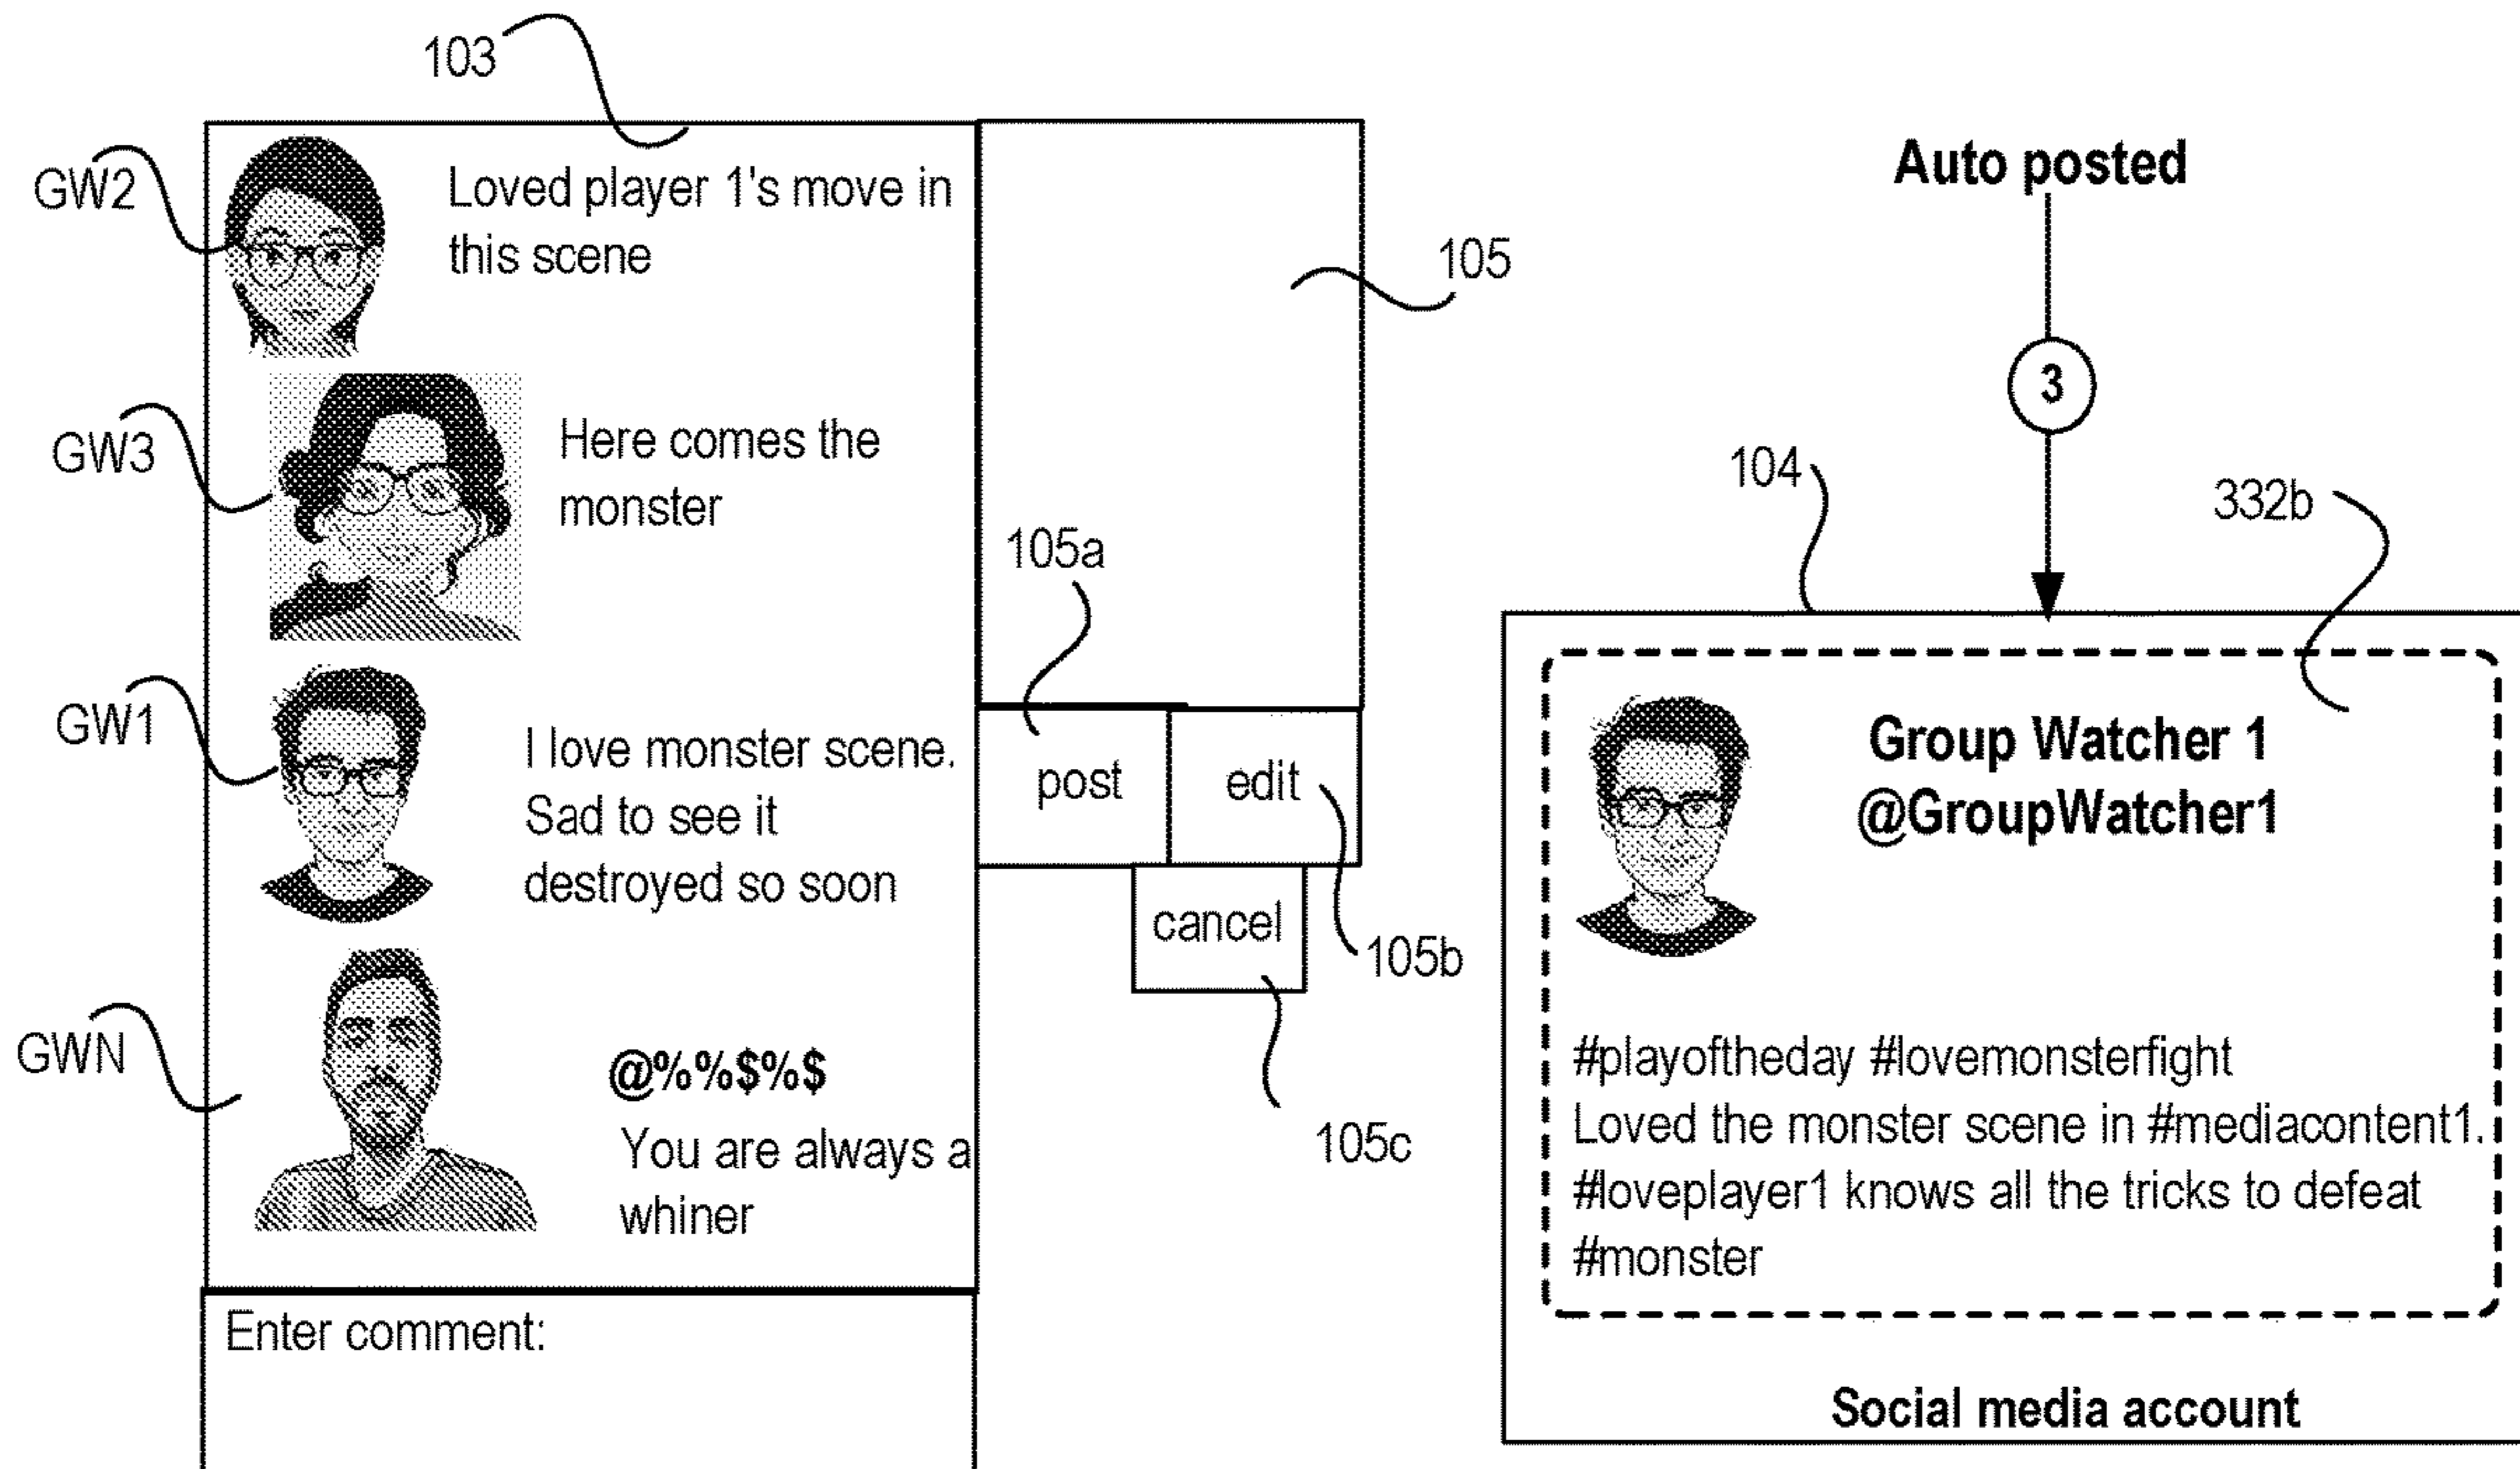 103
GW2
Loved player 1's move in
this scene
GW3
Here comes the
monster
GW1
I love monster scene.
Sad to see it
destroyed so soon
GWN
@%%$%$
You are always a
whiner
Enter comment:
105
105a
post
edit
cancel
105b
105c
Auto posted
3
104
332b
Group Watcher 1
@GroupWatcher1
#playoftheday #lovemonsterfight
Loved the monster scene in #mediacontent1.
#loveplayer1 knows all the tricks to defeat
#monster
Social media account